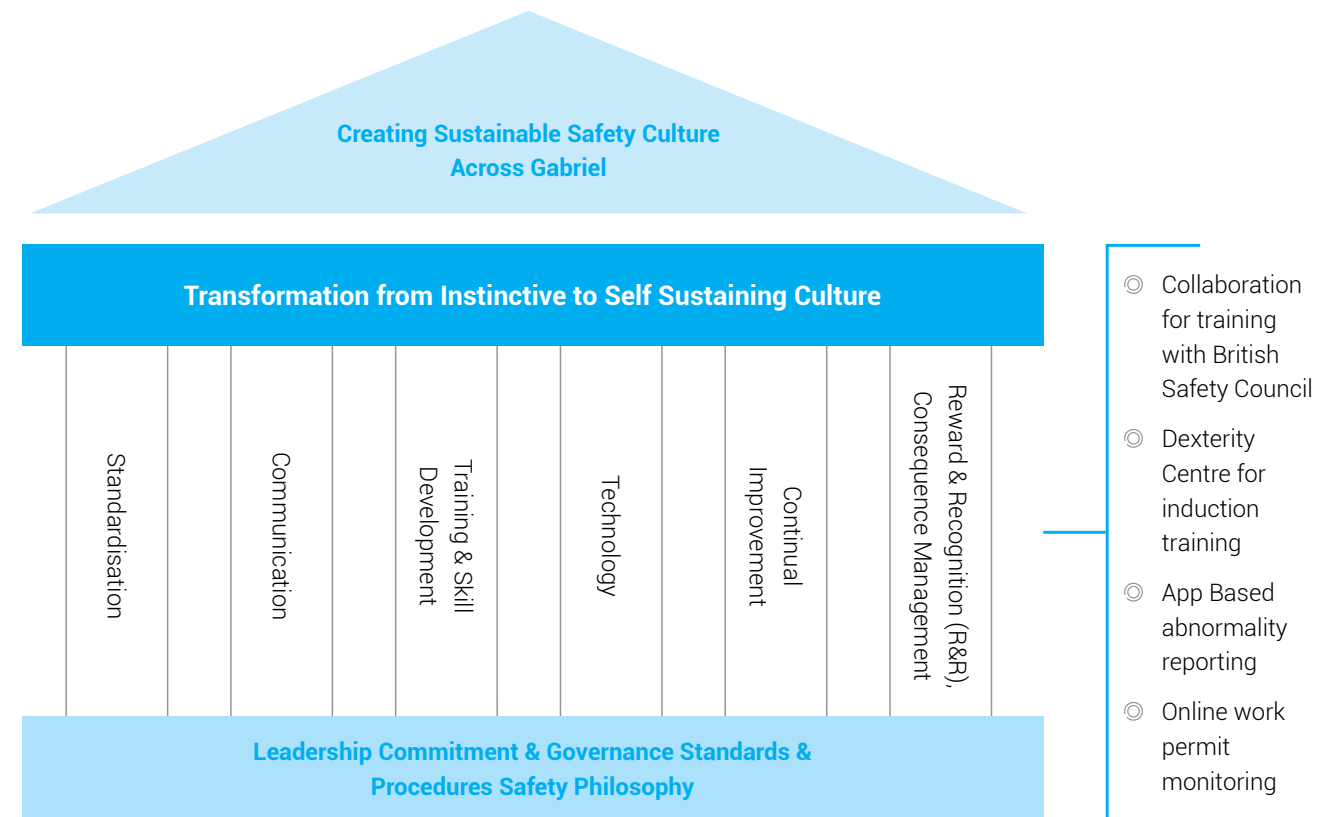 Creating Sustainable Safety Culture
Across Gabriel
Transformation from Instinctive to Self Sustaining Culture
Standardisation
Communication
Training & Skill
Development
Technology
Continual
Improvement
Reward & Recognition (R&R),
Consequence Management
Leadership Commitment & Governance Standards &
Procedures Safety Philosophy
Collaboration
for training
with British
Safety Council
Dexterity
Centre for
induction
training
App Based
abnormality
reporting
Online work
permit
monitoring